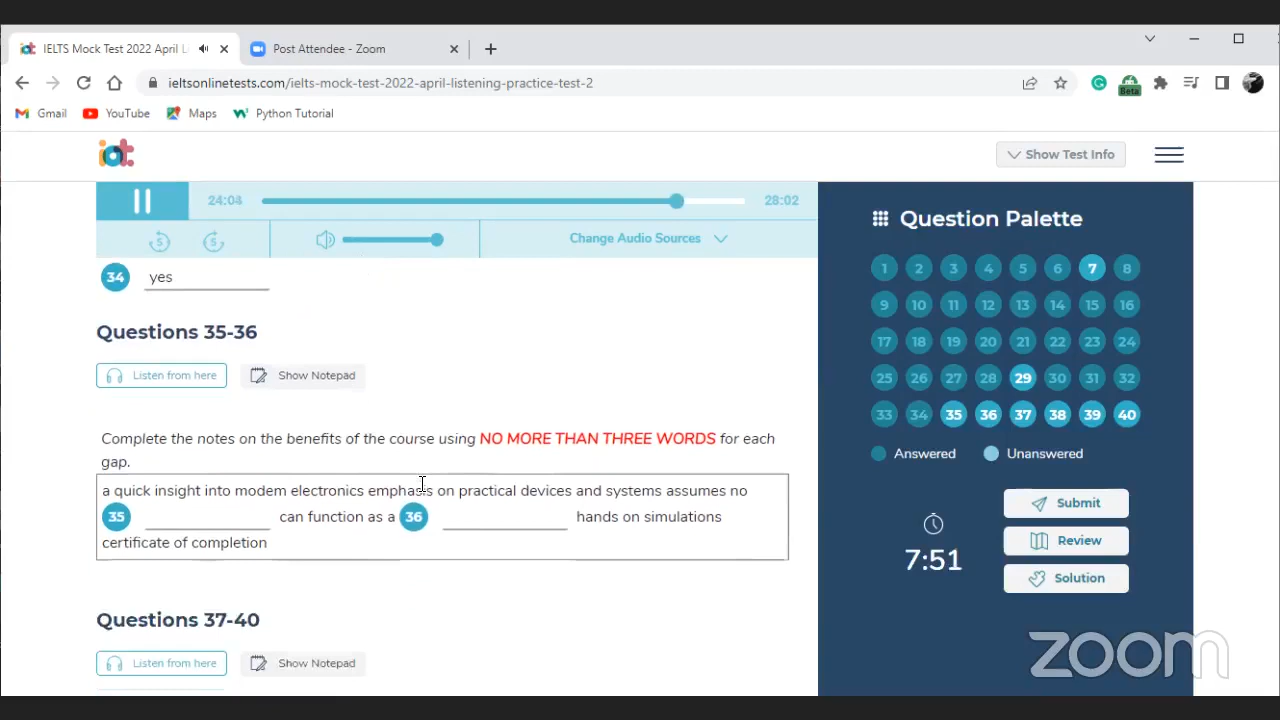 IELTS Mock Test 2022 April L
Post Attendee - Zoom
ieltsonlinetests.com/ielts-mock-test-2022-april-listening-practice-test-2
Beta
Gmail
YouTube
Maps
Python Tutorial
iot.
Show Test Info
24:04
28:02
5
5
Change Audio Sources
34 yes
Questions 35-36
Listen from here
Show Notepad
Complete the notes on the benefits of the course using NO MORE THAN THREE WORDS for each
gap.
a quick insight into modem electronics emphasis on practical devices and systems assumes no
35 can function as a 36 hands on simulations
certificate of completion
Questions 37-40
Listen from here
Show Notepad
Question Palette
1 2 3 4 5 6 7 8
9 10 11 12 13 14 15 16
17 18 19 20 21 22 23 24
25 26 27 28 29 30 31 32
33 34 35 36 37 38 39 40
Answered
Unanswered
7:51
Submit
Review
Solution
zoom